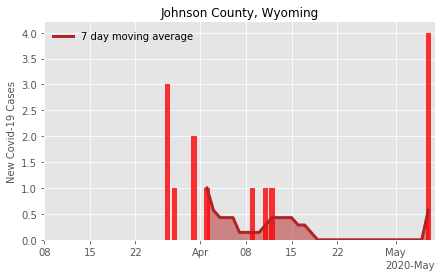 Johnson County, Wyoming
7 day moving average
New Covid-19 Cases
4.0
3.5
3.0
2.5
2.0
1.5
1.0
0.5
0.0
08 15 22 Apr 08 15 22 May
2020-May